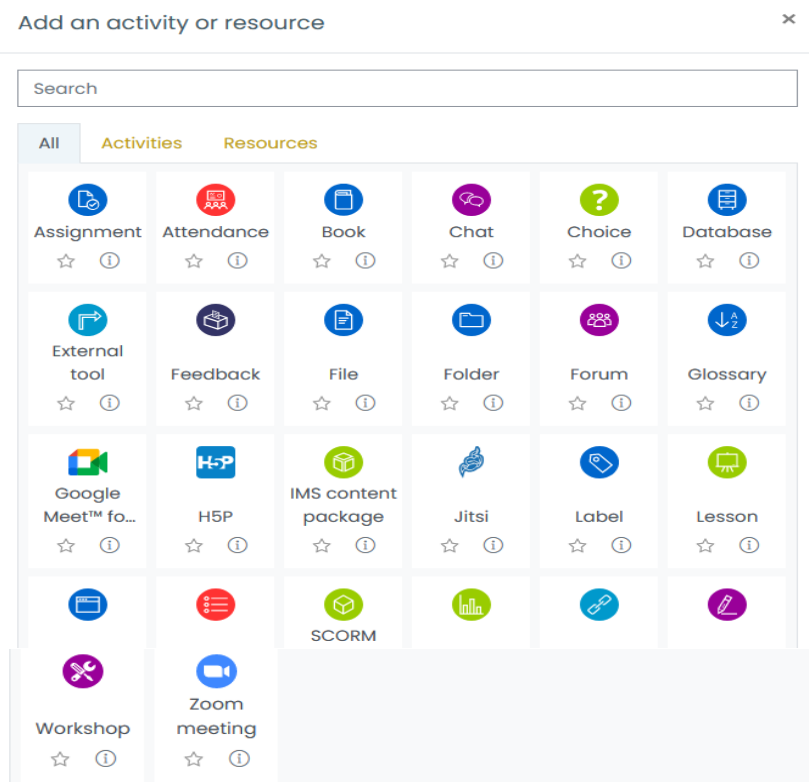 Add an activity or resource
×
Search
All Activities Resources
Assignment Attendance Book Chat Choice Database
External
tool Feedback File Folder Forum Glossary
Google
Meet™ fo... H5P IMS content
package Jitsi Label Lesson
SCORM
Workshop Zoom
meeting